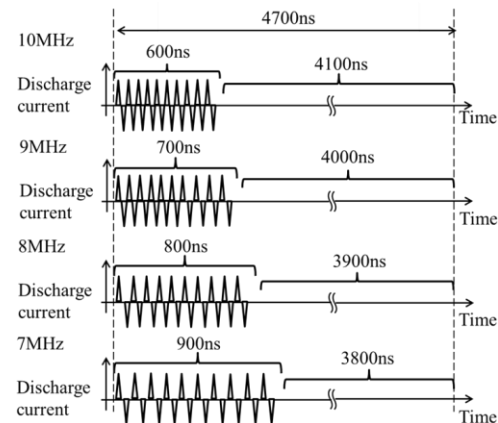 4700ns
10MHz
600ns
4100ns
Discharge
current
Time
9MHz
700ns
4000ns
Discharge
current
Time
8MHz
800ns
3900ns
Discharge
current
Time
7MHz
900ns
3800ns
Discharge
current
Time